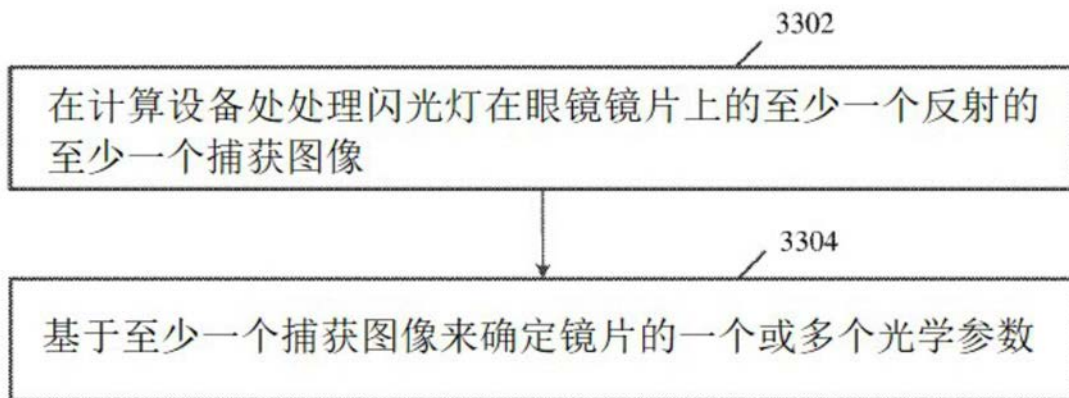 3302
在计算设备处处理闪光灯在眼镜镜片上的至少一个反射的
至少一个捕获图像
3304
基于至少一个捕获图像来确定镜片的一个或多个光学参数